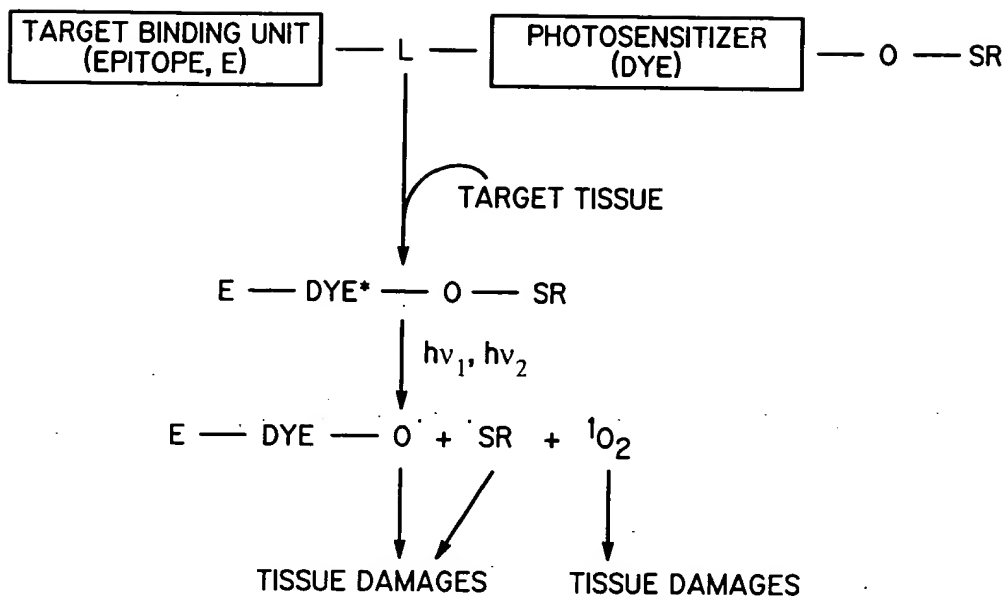 TARGET BINDING UNIT
(EPITOPE, E) — L — PHOTOSENSITIZER
(DYE) — O — SR
TARGET TISSUE
E — DYE* — O — SR
hν₁, hν₂
E — DYE — O˙ + ˙SR + ¹O₂
TISSUE DAMAGES TISSUE DAMAGES